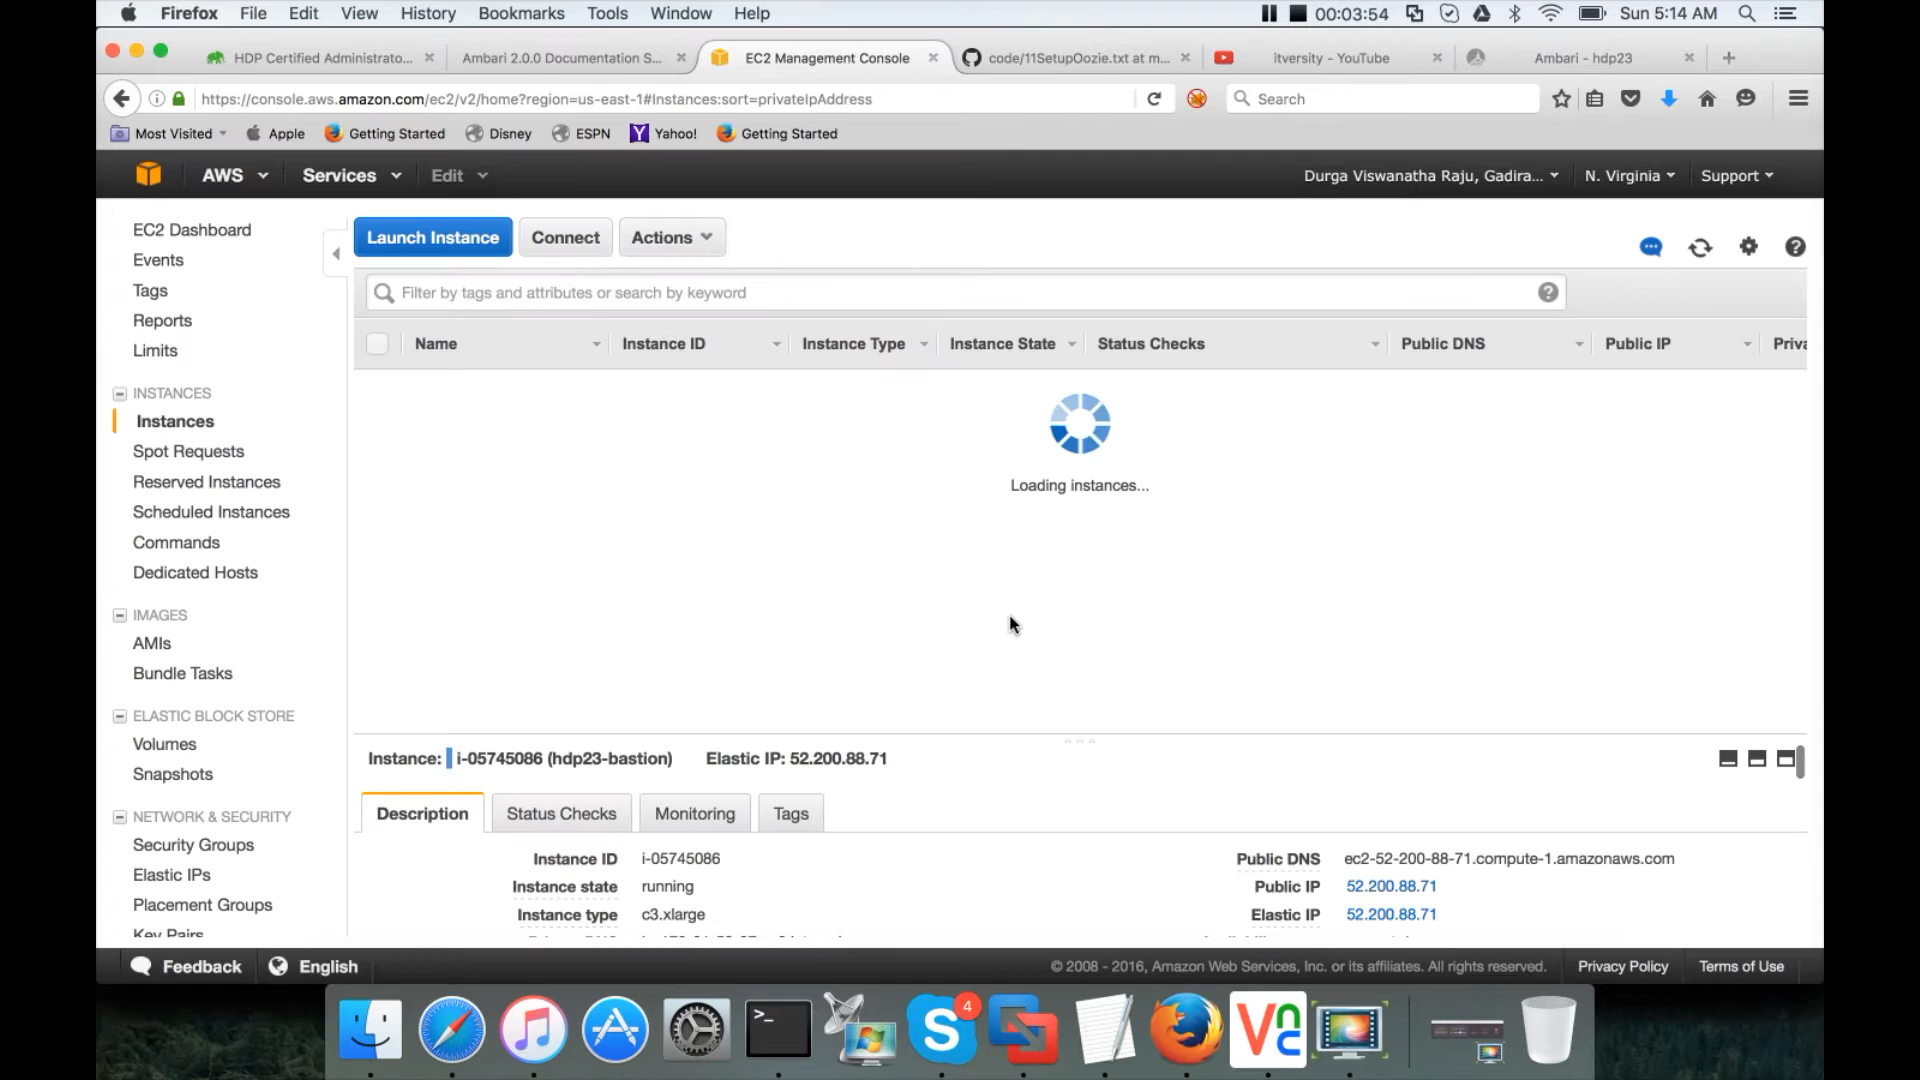 Firefox File Edit View History Bookmarks Tools Window Help 00:03:54 Sun 5:14 AM
HDP Certified Administrato... Ambari 2.0.0 Documentation S... EC2 Management Console code/11SetupOozie.txt at m... itversity - YouTube Ambari - hdp23
https://console.aws.amazon.com/ec2/v2/home?region=us-east-1#Instances:sort=privateIpAddress Search
Most Visited Apple Getting Started Disney ESPN Yahoo! Getting Started
AWS Services Edit Durga Viswanatha Raju, Gadira... N. Virginia Support
EC2 Dashboard
Events
Tags
Reports
Limits
INSTANCES
Instances
Spot Requests
Reserved Instances
Scheduled Instances
Commands
Dedicated Hosts
IMAGES
AMIs
Bundle Tasks
ELASTIC BLOCK STORE
Volumes
Snapshots
NETWORK & SECURITY
Security Groups
Elastic IPs
Placement Groups
Key Pairs
Launch Instance Connect Actions
Filter by tags and attributes or search by keyword
Name Instance ID Instance Type Instance State Status Checks Public DNS Public IP Priva
Loading instances...
Instance: i-05745086 (hdp23-bastion) Elastic IP: 52.200.88.71
Description Status Checks Monitoring Tags
Instance ID i-05745086 Public DNS ec2-52-200-88-71.compute-1.amazonaws.com
Instance state running Public IP 52.200.88.71
Instance type c3.xlarge Elastic IP 52.200.88.71
Feedback English © 2008 - 2016, Amazon Web Services, Inc. or its affiliates. All rights reserved. Privacy Policy Terms of Use
4